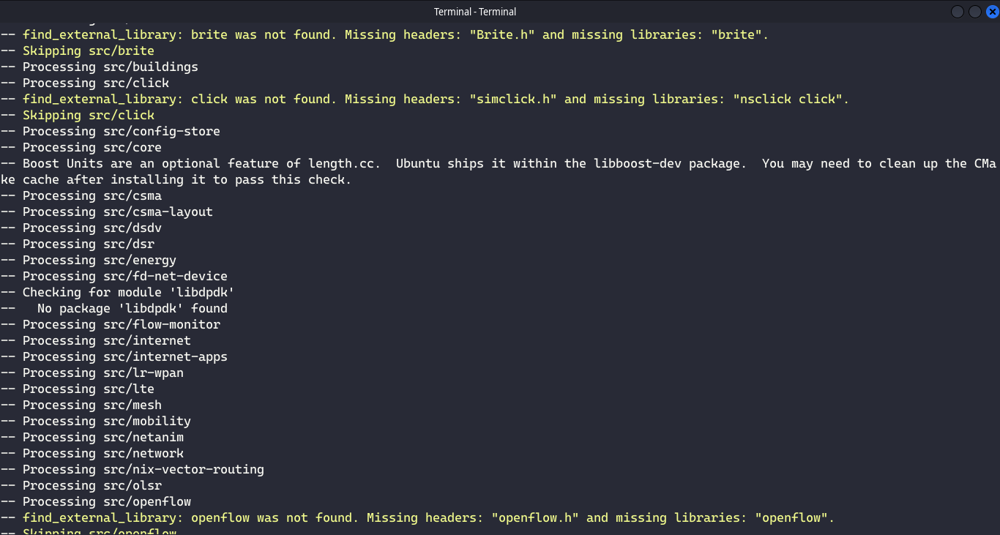 Terminal - Terminal
-- find_external_library: brite was not found. Missing headers: "Brite.h" and missing libraries: "brite".
-- Skipping src/brite
-- Processing src/buildings
-- Processing src/click
-- find_external_library: click was not found. Missing headers: "simclick.h" and missing libraries: "nsclick click".
-- Skipping src/click
-- Processing src/config-store
-- Processing src/core
-- Boost Units are an optional feature of length.cc.  Ubuntu ships it within the libboost-dev package.  You may need to clean up the CMa
ke cache after installing it to pass this check.
-- Processing src/csma
-- Processing src/csma-layout
-- Processing src/dsdv
-- Processing src/dsr
-- Processing src/energy
-- Processing src/fd-net-device
-- Checking for module 'libdpdk'
--   No package 'libdpdk' found
-- Processing src/flow-monitor
-- Processing src/internet
-- Processing src/internet-apps
-- Processing src/lr-wpan
-- Processing src/lte
-- Processing src/mesh
-- Processing src/mobility
-- Processing src/netanim
-- Processing src/network
-- Processing src/nix-vector-routing
-- Processing src/olsr
-- Processing src/openflow
-- find_external_library: openflow was not found. Missing headers: "openflow.h" and missing libraries: "openflow".
-- Skipping src/openflow